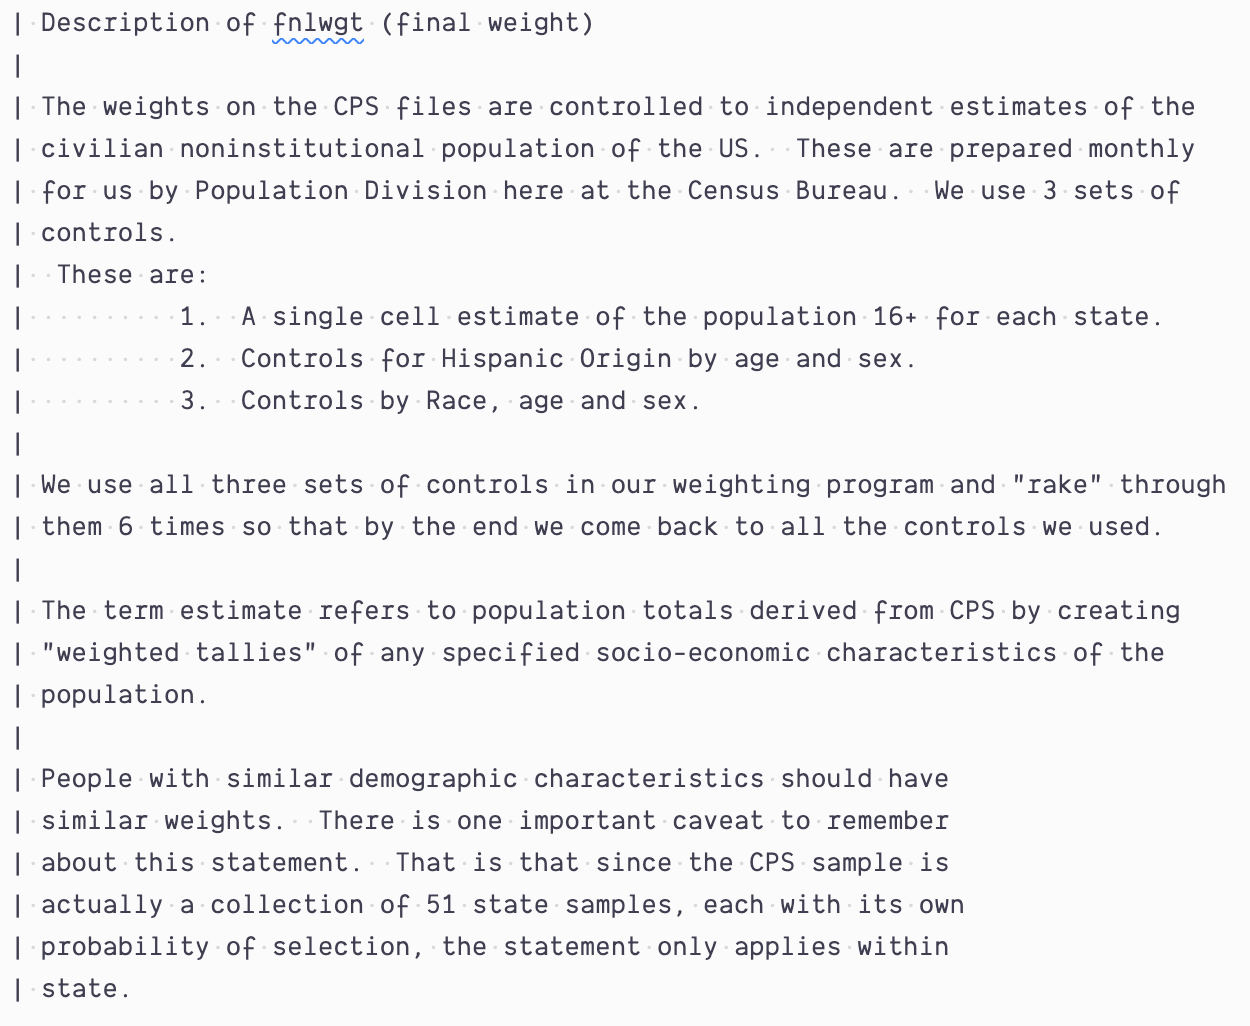 | Description of fnlwgt (final weight)
|
| The weights on the CPS files are controlled to independent estimates of the
| civilian noninstitutional population of the US.  These are prepared monthly
| for us by Population Division here at the Census Bureau.  We use 3 sets of
| controls.
|  These are:
|          1.  A single cell estimate of the population 16+ for each state.
|          2.  Controls for Hispanic Origin by age and sex.
|          3.  Controls by Race, age and sex.
|
| We use all three sets of controls in our weighting program and "rake" through
| them 6 times so that by the end we come back to all the controls we used.
|
| The term estimate refers to population totals derived from CPS by creating
| "weighted tallies" of any specified socio-economic characteristics of the
| population.
|
| People with similar demographic characteristics should have
| similar weights.  There is one important caveat to remember
| about this statement.  That is that since the CPS sample is
| actually a collection of 51 state samples, each with its own
| probability of selection, the statement only applies within
| state.